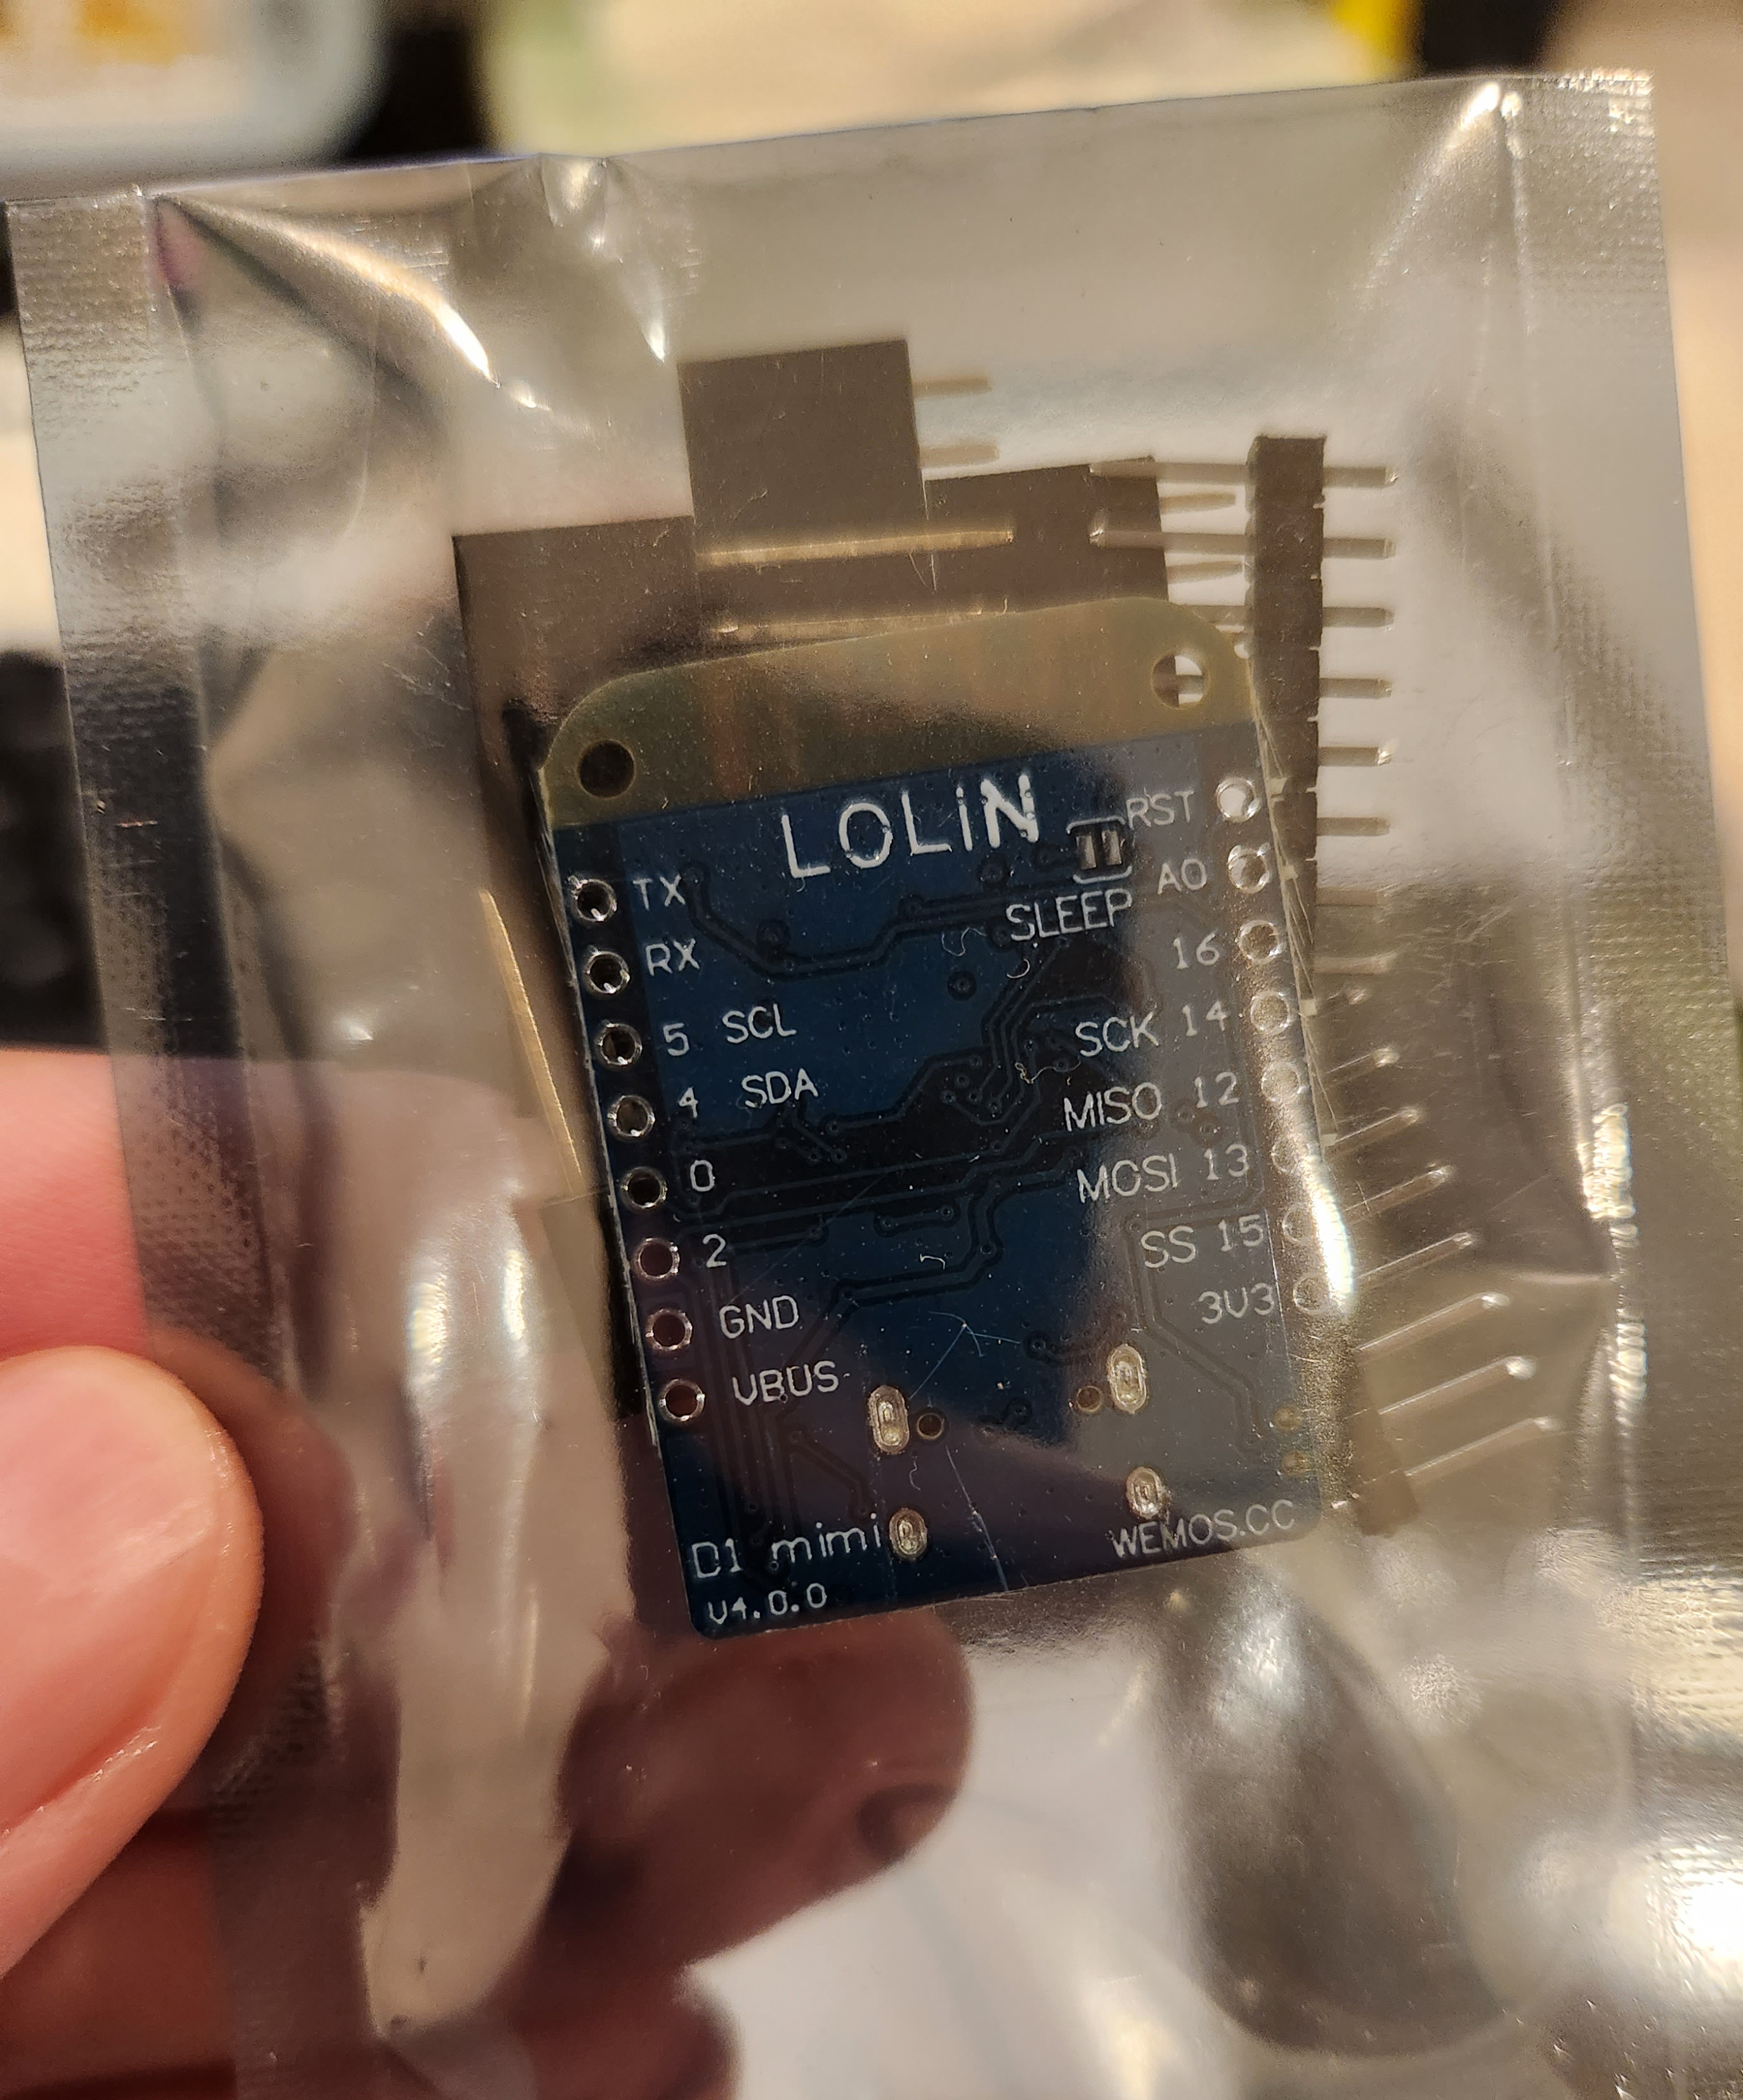 LOLiN
RST
TX
A0
SLEEP
RX
16
5 SCL
SCK 14
4 SDA
MISO 12
0
MOSI 13
2
SS 15
GND
3V3
VBUS
D1 mimi
WEMOS.CC
V4.0.0